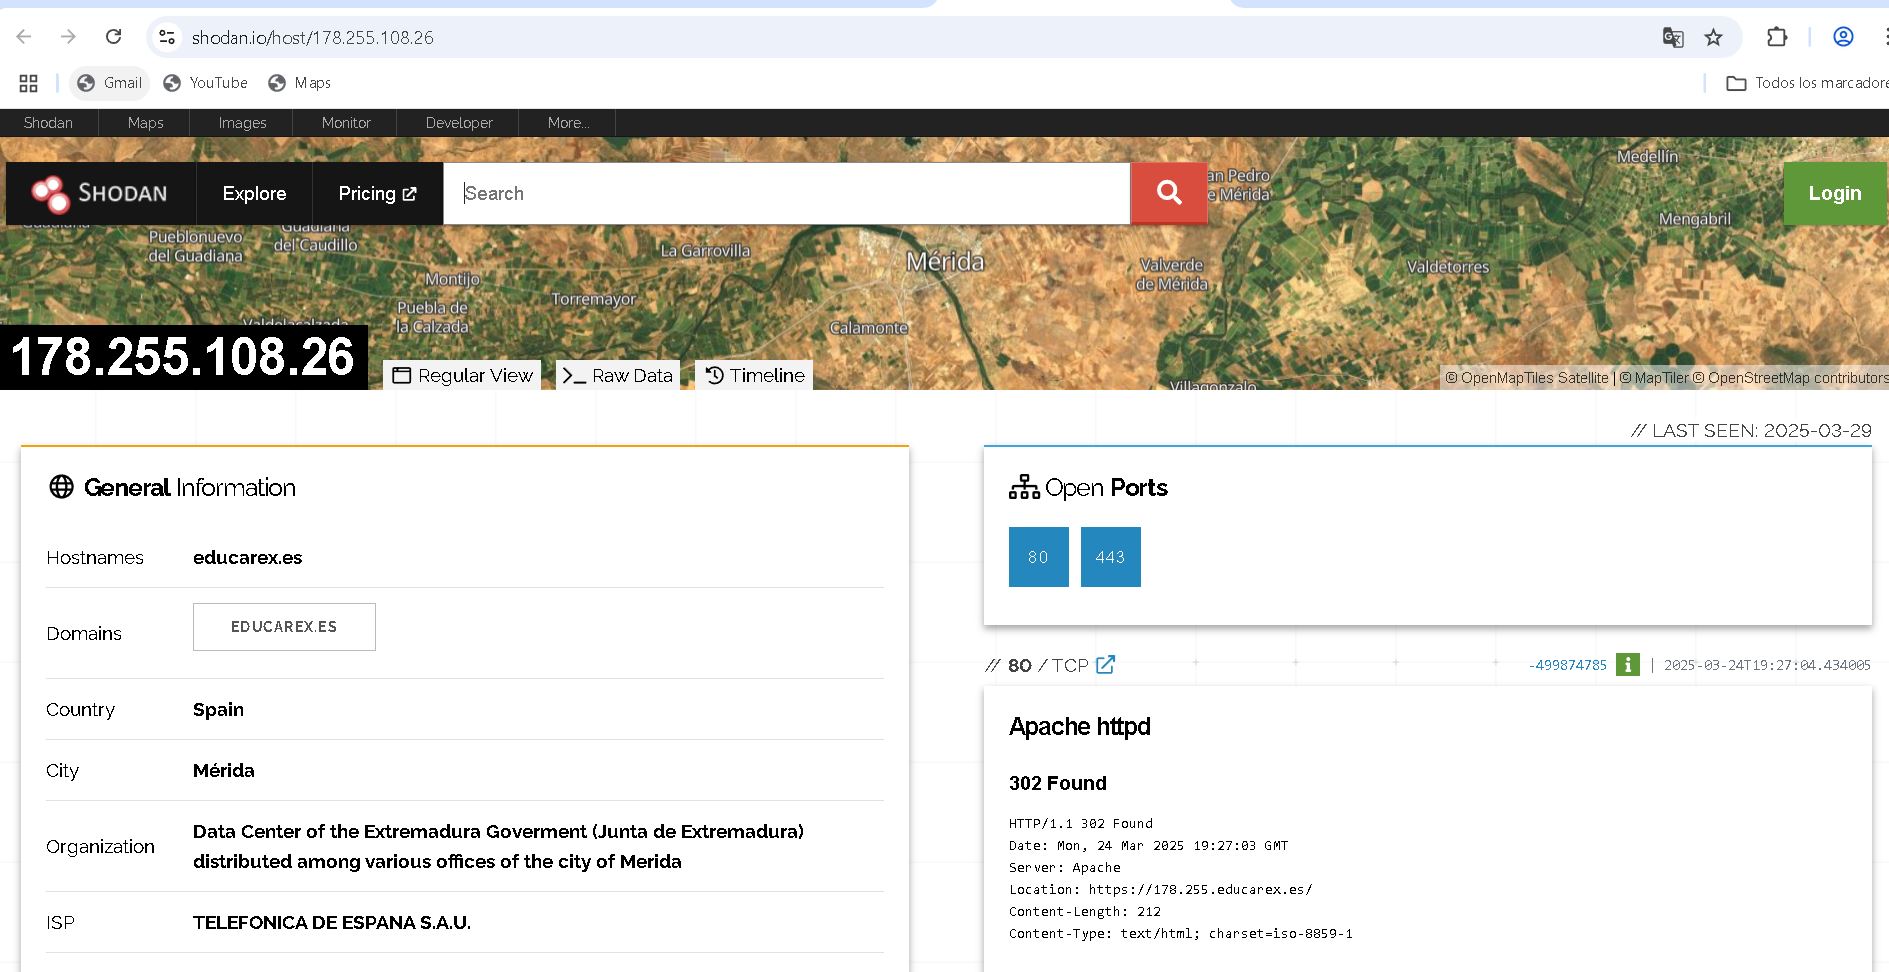 shodan.io/host/178.255.108.26
Gmail YouTube Maps
Todos los marcadore
Shodan Maps Images Monitor Developer More...
SHODAN Explore Pricing Search Login
Medellín
an Pedro
e Mérida
Mengabril
Pueblonuevo
del Guadiana
Guadiana
del Caudillo
La Garrovilla
Mérida
Valverde
de Mérida
Valdetorres
Montijo
Torremayor
Puebla de
la Calzada
Valdelacalzada
Calamonte
Villagonzalo
178.255.108.26
Regular View Raw Data Timeline
© OpenMapTiles Satellite | © MapTiler © OpenStreetMap contributors
// LAST SEEN: 2025-03-29
General Information
Hostnames educarex.es
Domains EDUCAREX.ES
Country Spain
City Mérida
Organization Data Center of the Extremadura Goverment (Junta de Extremadura)
distributed among various offices of the city of Merida
ISP TELEFONICA DE ESPANA S.A.U.
Open Ports
80 443
// 80 / TCP
-499874785 | 2025-03-24T19:27:04.434005
Apache httpd
302 Found
HTTP/1.1 302 Found
Date: Mon, 24 Mar 2025 19:27:03 GMT
Server: Apache
Location: https://178.255.educarex.es/
Content-Length: 212
Content-Type: text/html; charset=iso-8859-1